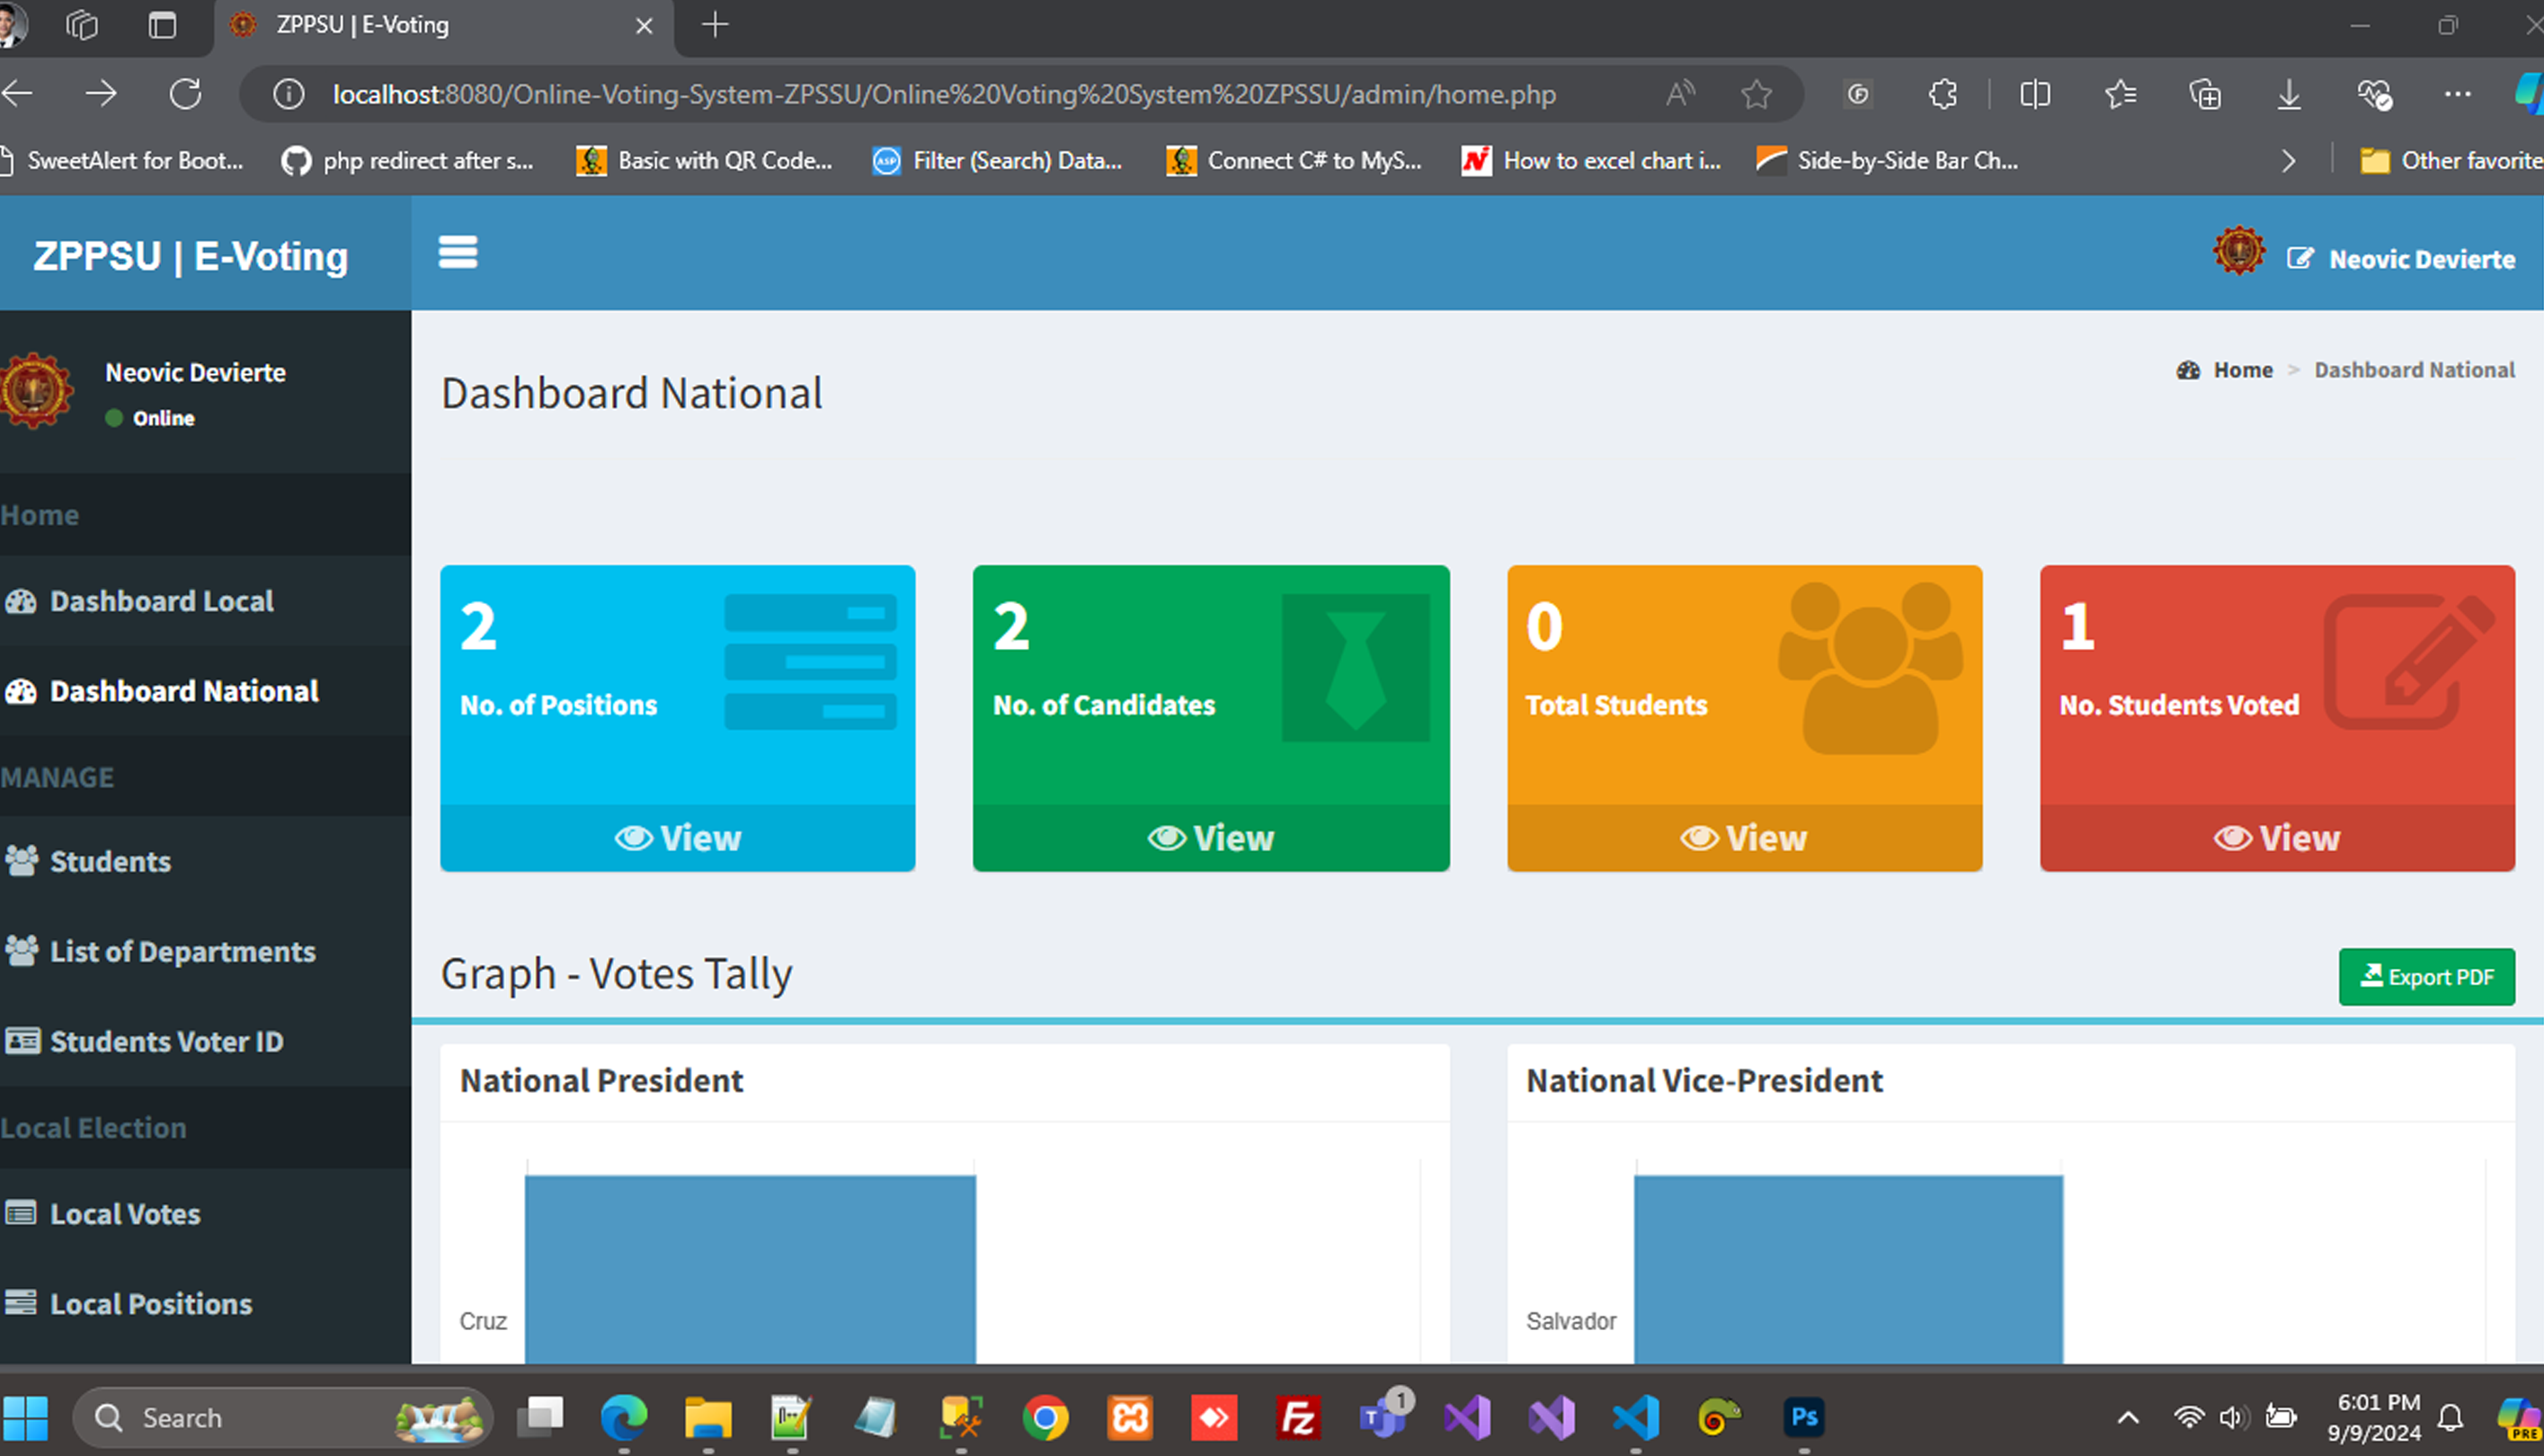 ZPPSU | E-Voting
localhost:8080/Online-Voting-System-ZPSSU/Online%20Voting%20System%20ZPSSU/admin/home.php
SweetAlert for Boot...
php redirect after s...
Basic with QR Code...
Filter (Search) Data...
Connect C# to MyS...
How to excel chart i...
Side-by-Side Bar Ch...
Other favorite
ZPPSU | E-Voting
Neovic Devierte
Neovic Devierte
Online
Home
Dashboard Local
Dashboard National
MANAGE
Students
List of Departments
Students Voter ID
Local Election
Local Votes
Local Positions
Dashboard National
Home > Dashboard National
2
No. of Positions
View
2
No. of Candidates
View
0
Total Students
View
1
No. Students Voted
View
Graph - Votes Tally
Export PDF
National President
Cruz
National Vice-President
Salvador
Search
1
6:01 PM
9/9/2024
PRE